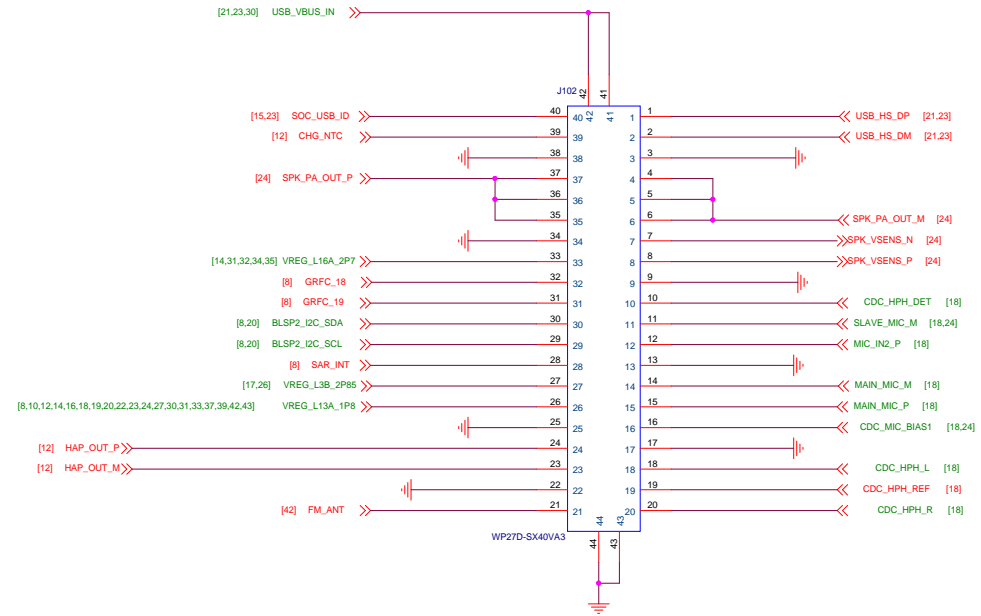 [21,23,30] USB_VBUS_IN
J102 42 41
42 41
[15,23] SOC_USB_ID 40 40 1 1 USB_HS_DP [21,23]
[12] CHG_NTC 39 39 2 2 USB_HS_DM [21,23]
38 38 3 3
[24] SPK_PA_OUT_P 37 37 4 4
36 36 5 5
35 35 6 6 SPK_PA_OUT_M [24]
34 34 7 7 SPK_VSENS_N [24]
[14,31,32,34,35] VREG_L16A_2P7 33 33 8 8 SPK_VSENS_P [24]
[8] GRFC_18 32 32 9 9
[8] GRFC_19 31 31 10 10 CDC_HPH_DET [18]
[8,20] BLSP2_I2C_SDA 30 30 11 11 SLAVE_MIC_M [18,24]
[8,20] BLSP2_I2C_SCL 29 29 12 12 MIC_IN2_P [18]
[8] SAR_INT 28 28 13 13
[17,26] VREG_L3B_2P85 27 27 14 14 MAIN_MIC_M [18]
[8,10,12,14,16,18,19,20,22,23,24,27,30,31,33,37,39,42,43] VREG_L13A_1P8 26 26 15 15 MAIN_MIC_P [18]
25 25 16 16 CDC_MIC_BIAS1 [18,24]
[12] HAP_OUT_P 24 24 17 17
[12] HAP_OUT_M 23 23 18 18 CDC_HPH_L [18]
22 22 19 19 CDC_HPH_REF [18]
[42] FM_ANT 21 21 20 20 CDC_HPH_R [18]
44 43
WP27D-SX40VA3
44 43